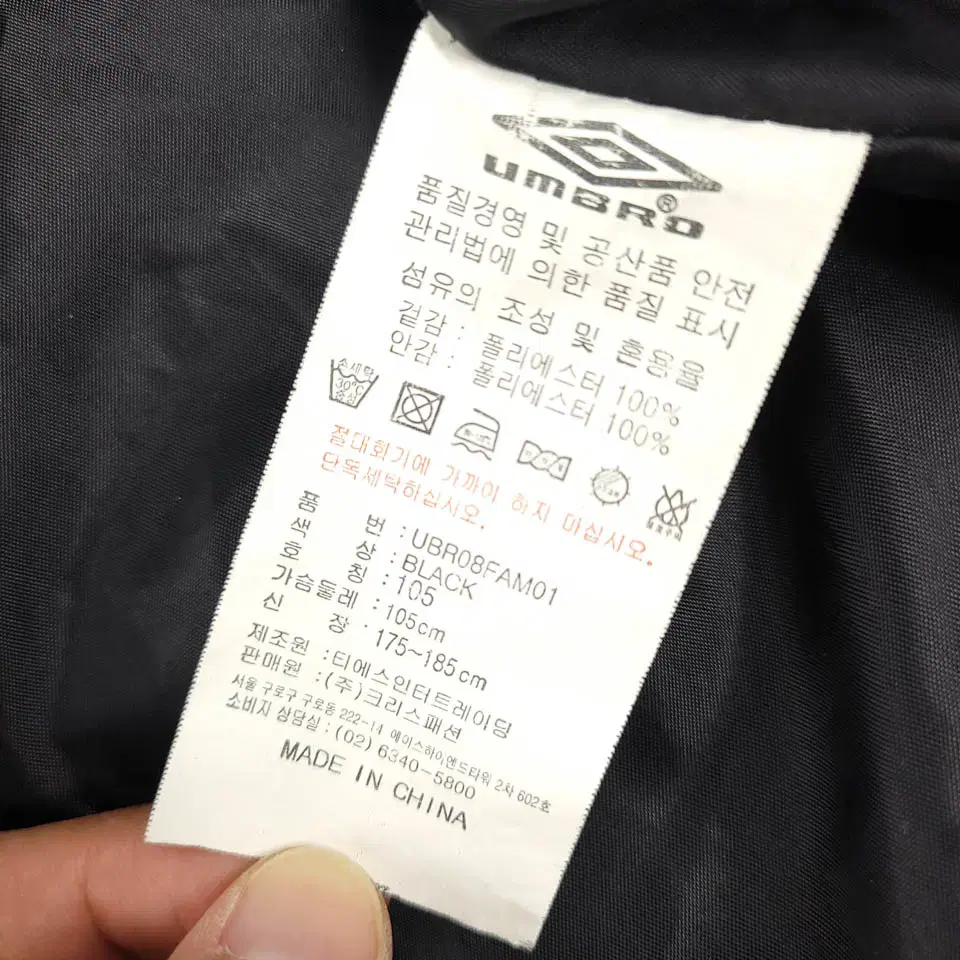 UMBRO®
품질경영 및 공산품 안전
관리법에 의한 품질 표시
섬유의 조성 및 혼용율
겉감 : 폴리에스터 100%
안감 : 폴리에스터 100%
손세탁
30℃
중성
절대화기에 가까이 하지 마십시오.
단독세탁하십시오.
품 번 : UBR08FAM01
색 상 : BLACK
호 칭 : 105
가슴둘레 : 105cm
신 장 : 175~185cm
제조원 : 티에스인터트레이딩
판매원 : (주)크리스패션
서울 구로구 구로동 222-14 에이스하이엔드타워 2차 602호
소비지 상담실 : (02) 6340-5800
MADE IN CHINA